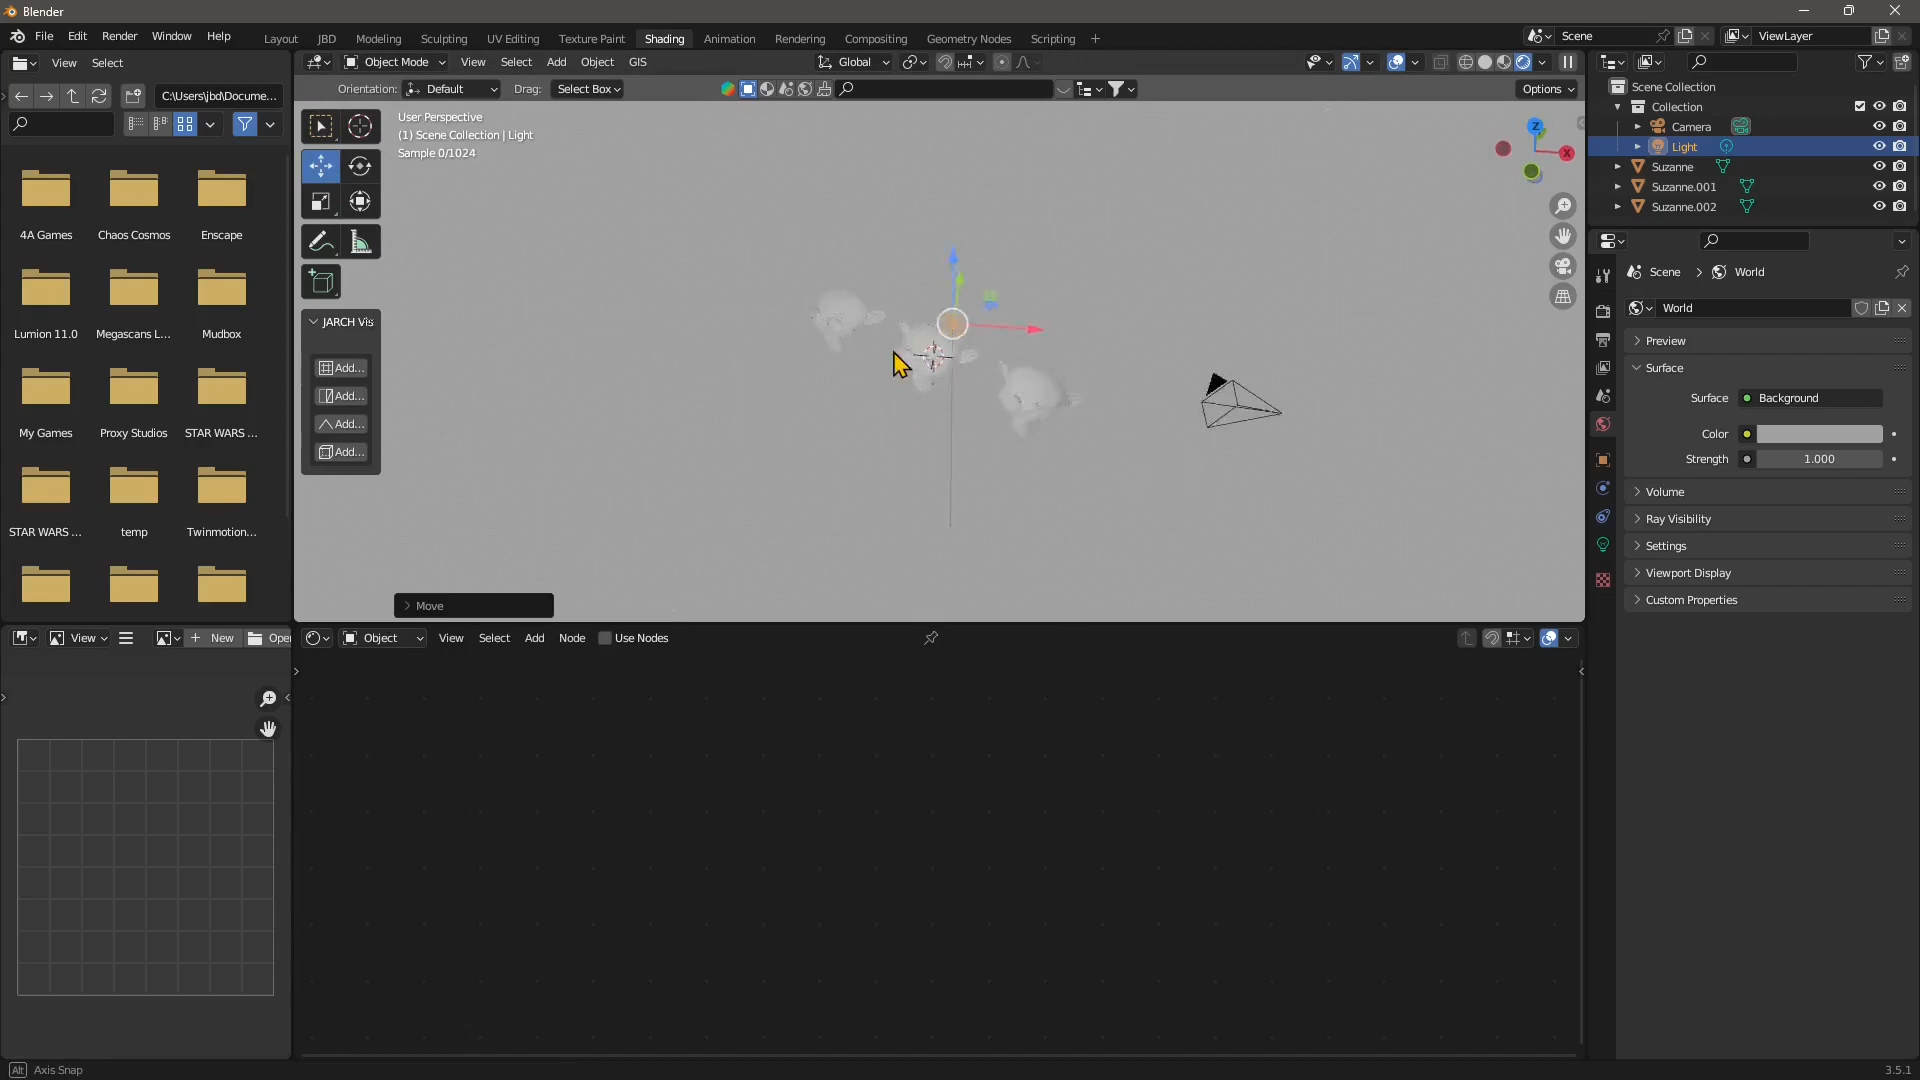 Blender
File Edit Render Window Help
Layout JBD Modeling Sculpting UV Editing Texture Paint Shading Animation Rendering Compositing Geometry Nodes Scripting +
Scene
ViewLayer
View Select
C:\Users\jbd\Docume...
4A Games
Chaos Cosmos
Enscape
Lumion 11.0
Megascans L...
Mudbox
My Games
Proxy Studios
STAR WARS ...
STAR WARS ...
temp
Twinmotion...
Object Mode View Select Add Object GIS
Global
Orientation: Default Drag: Select Box
Options
User Perspective
(1) Scene Collection | Light
Sample 0/1024
Z
X
JARCH Vis
Add...
Add...
Add...
Add...
Move
View
+ New
Open
Object View Select Add Node Use Nodes
Scene Collection
Collection
Camera
Light
Suzanne
Suzanne.001
Suzanne.002
Scene > World
World
Preview
Surface
Surface Background
Color
Strength 1.000
Volume
Ray Visibility
Settings
Viewport Display
Custom Properties
Alt Axis Snap
3.5.1